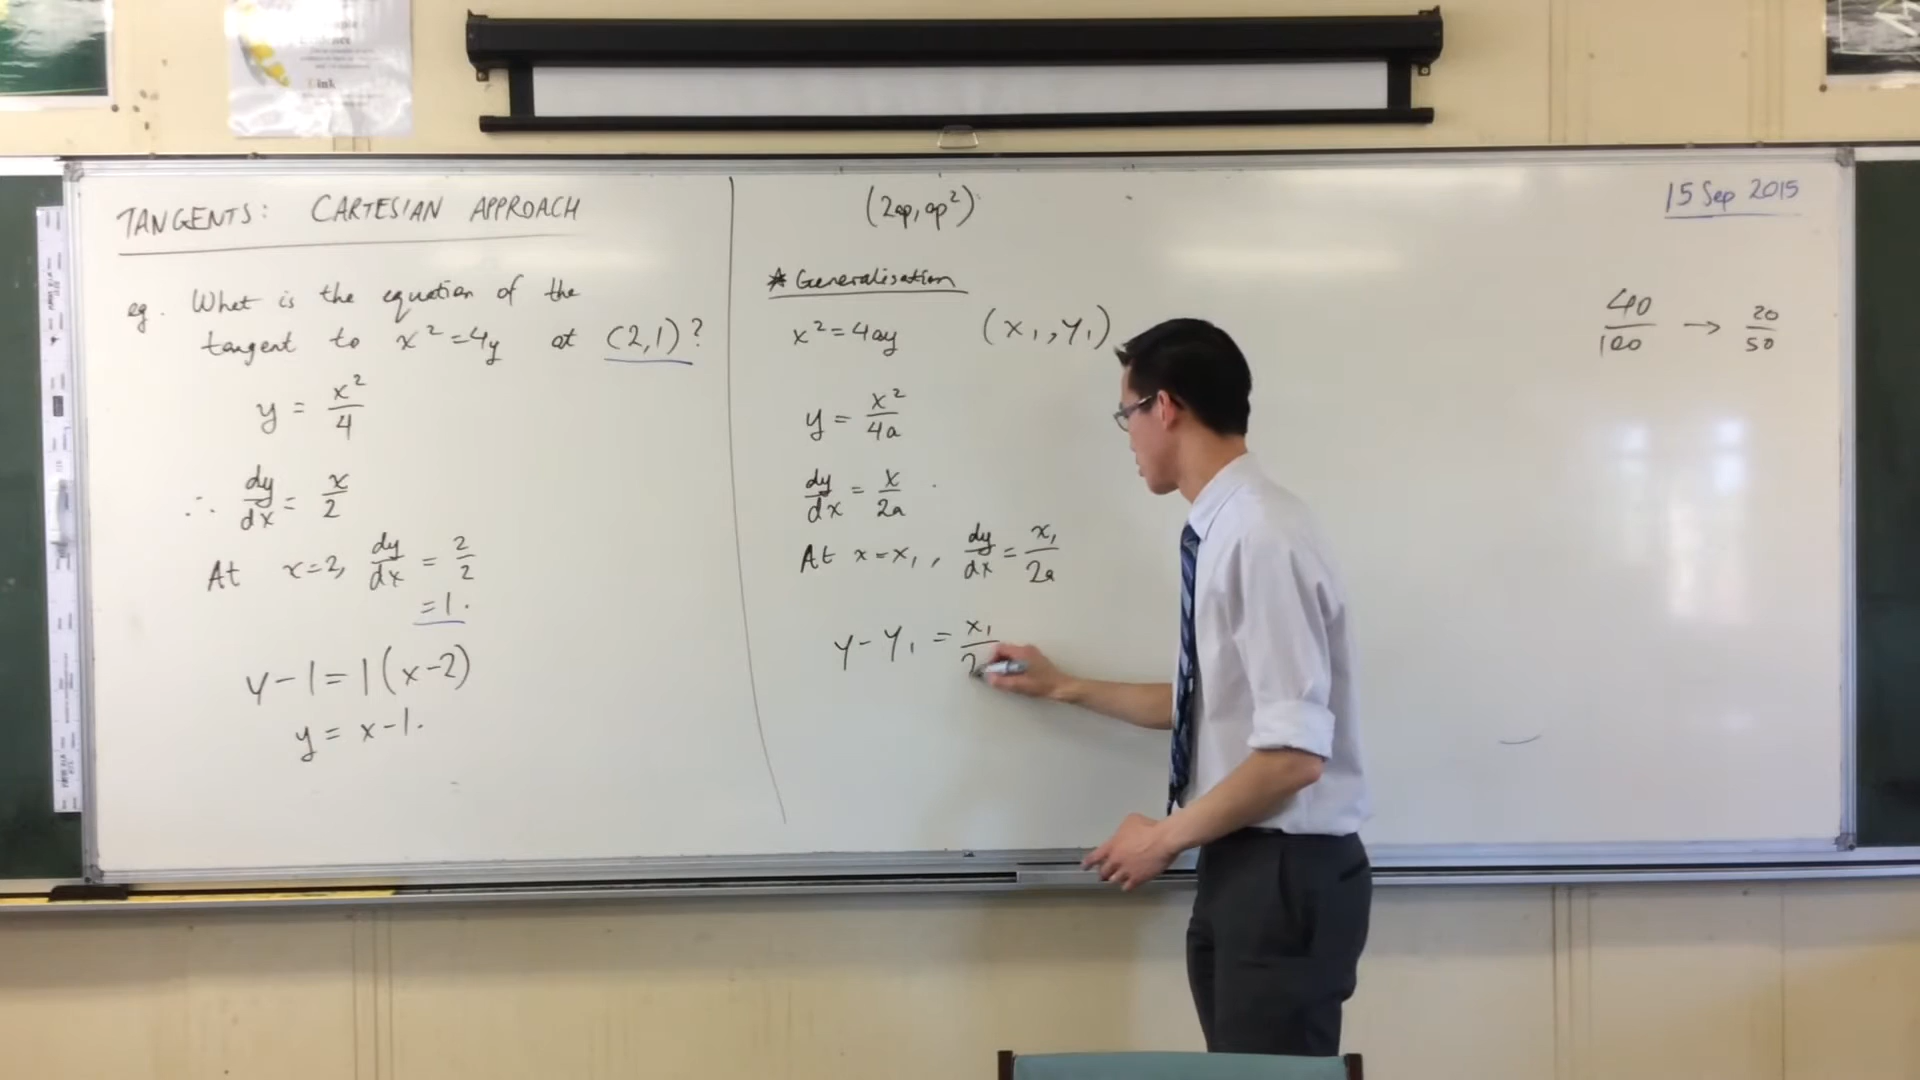 TANGENTS: CARTESIAN APPROACH
eg. What is the equation of the
tangent to x² = 4y at (2,1)?
y = x²/4
∴ dy/dx = x/2
At x=2, dy/dx = 2/2
= 1.
y - 1 = 1(x-2)
y = x - 1.
(2ap, ap²)
* Generalisation
x² = 4ay (x₁, y₁)
y = x²/4a
dy/dx = x/2a
At x = x₁, dy/dx = x₁/2a
y - y₁ = x₁/2
15 Sep 2015
40/100 → 20/50
Link